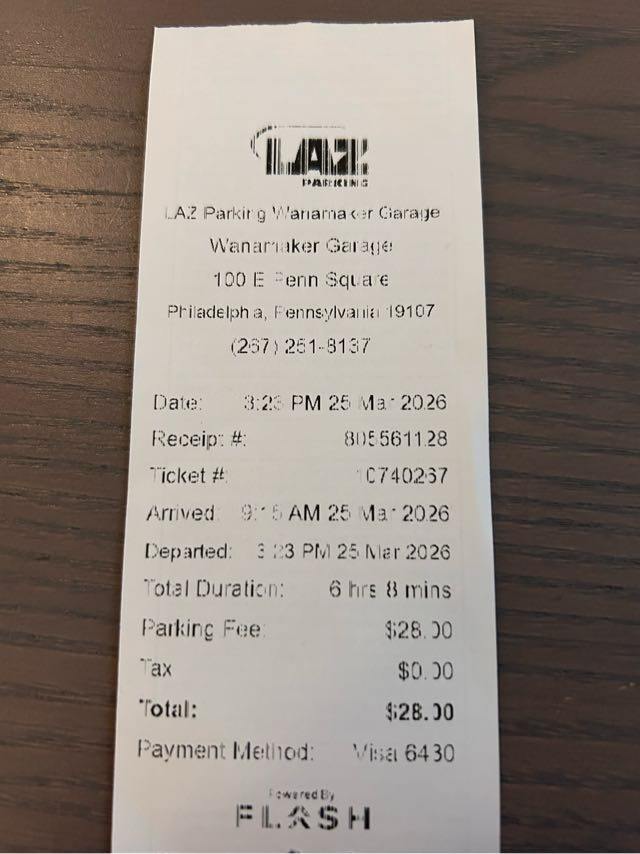 LAZ
PARKING
LAZ Parking Wanamaker Garage
Wanamaker Garage
100 E Penn Square
Philadelphia, Pennsylvania 19107
(267) 251-8137
Date: 3:23 PM 25 Mar 2026
Receipt #: 805561128
Ticket #: 10740267
Arrived: 9:15 AM 25 Mar 2026
Departed: 3:23 PM 25 Mar 2026
Total Duration: 6 hrs 8 mins
Parking Fee: $28.00
Tax $0.00
Total: $28.00
Payment Method: Visa 6430
Powered By
FLASH